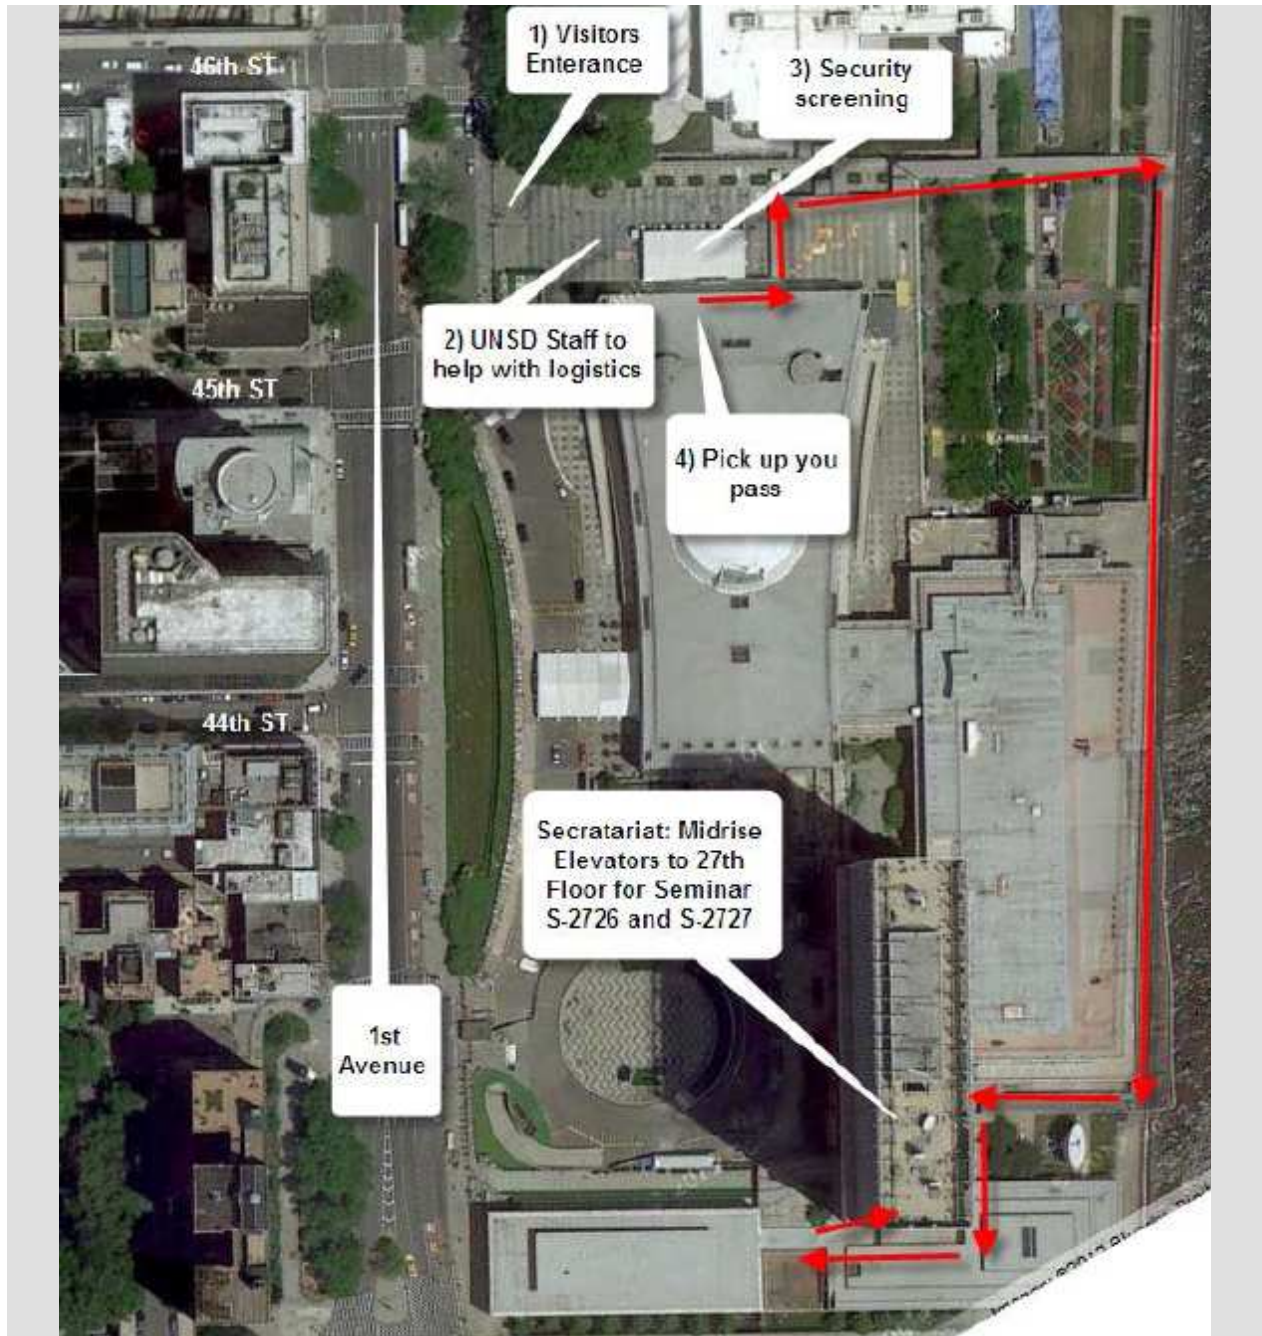 1) Visitors
Enterance
46th ST
3) Security
screening
2) UNSD Staff to
help with logistics
45th ST
4) Pick up you
pass
44th ST
Secratariat: Midrise
Elevators to 27th
Floor for Seminar
S-2726 and S-2727
1st
Avenue